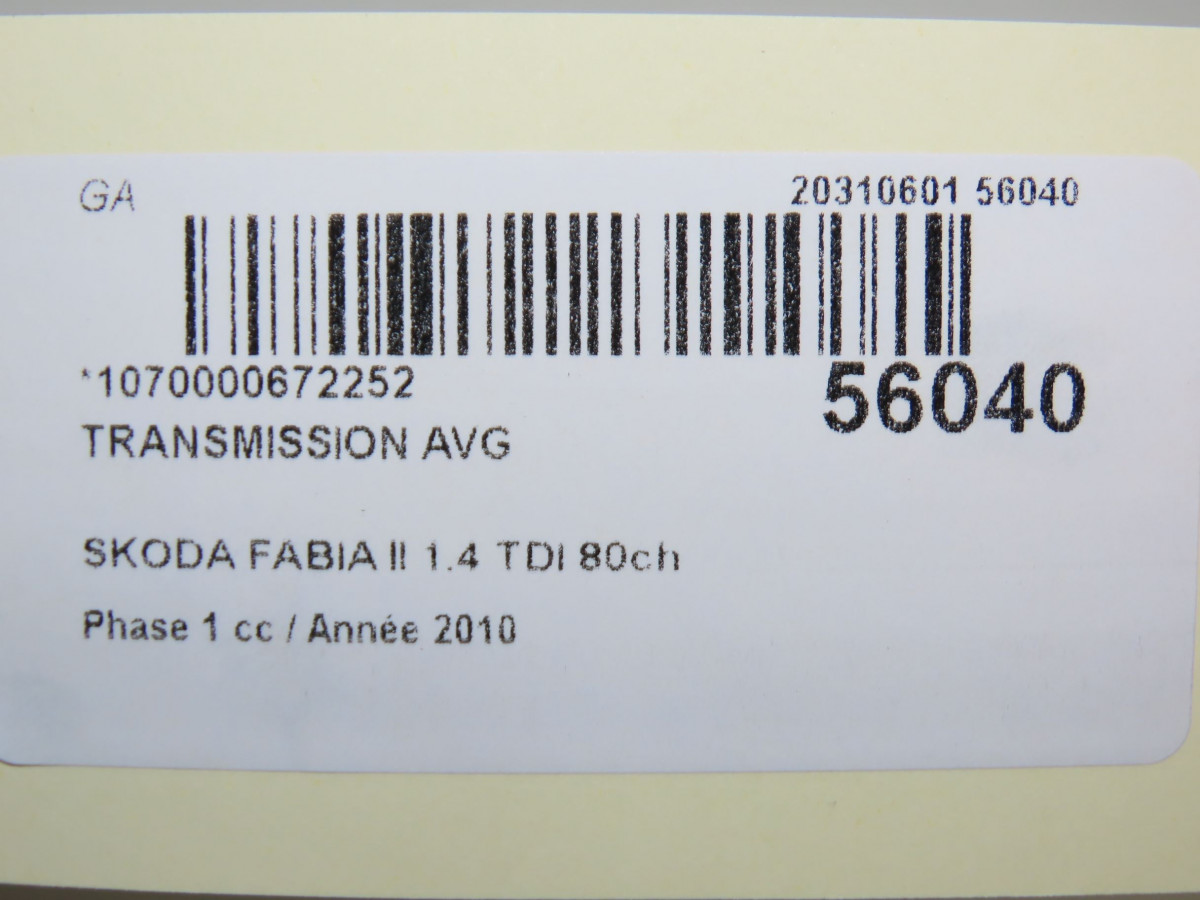 GA 20310601 56040
*1070000672252 56040
TRANSMISSION AVG
SKODA FABIA II 1.4 TDI 80ch
Phase 1 cc / Année 2010